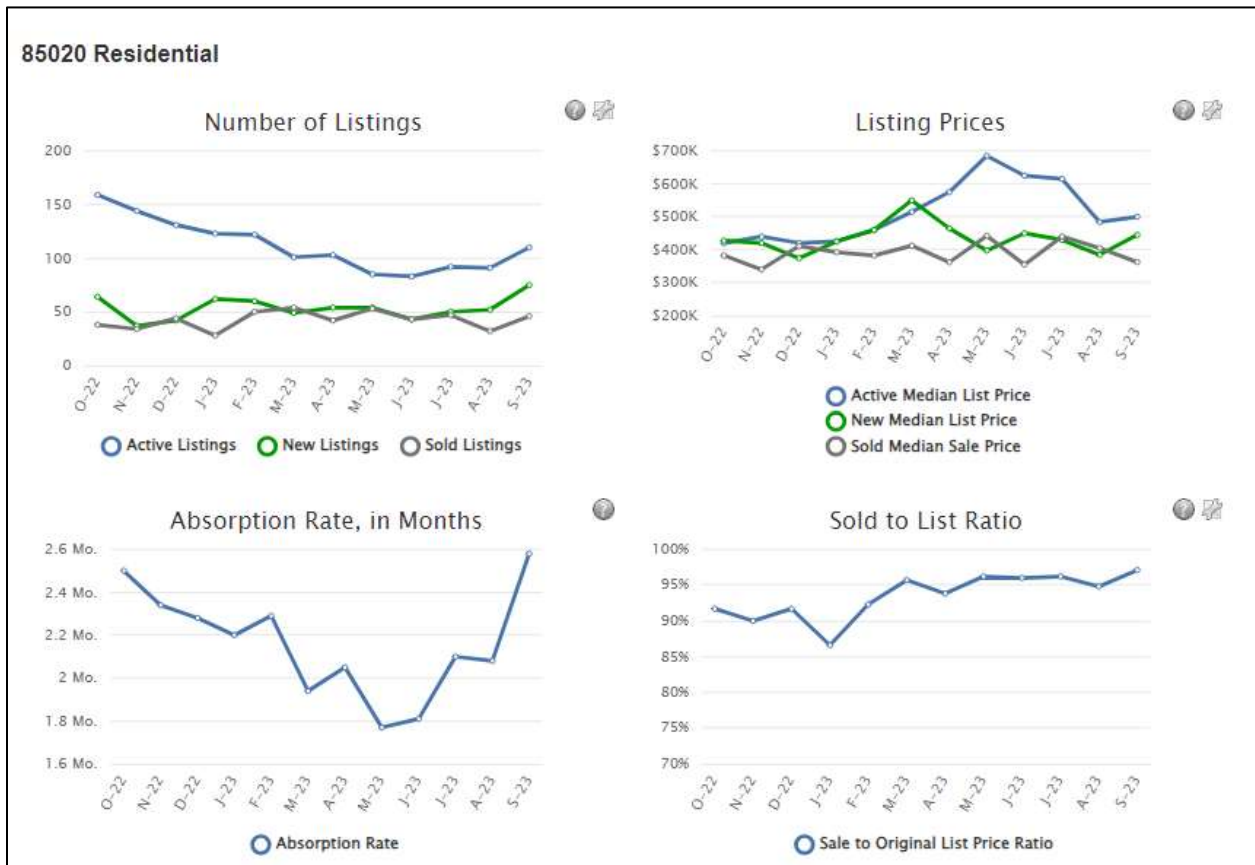 85020 Residential
Number of Listings
200
150
100
50
0
O-22 N-22 D-22 J-23 F-23 M-23 A-23 M-23 J-23 J-23 A-23 S-23
Active Listings New Listings Sold Listings
Listing Prices
$700K
$600K
$500K
$400K
$300K
$200K
O-22 N-22 D-22 J-23 F-23 M-23 A-23 M-23 J-23 J-23 A-23 S-23
Active Median List Price
New Median List Price
Sold Median Sale Price
Absorption Rate, in Months
2.6 Mo.
2.4 Mo.
2.2 Mo.
2 Mo.
1.8 Mo.
1.6 Mo.
O-22 N-22 D-22 J-23 F-23 M-23 A-23 M-23 J-23 J-23 A-23 S-23
Absorption Rate
Sold to List Ratio
100%
95%
90%
85%
80%
75%
70%
O-22 N-22 D-22 J-23 F-23 M-23 A-23 M-23 J-23 J-23 A-23 S-23
Sale to Original List Price Ratio